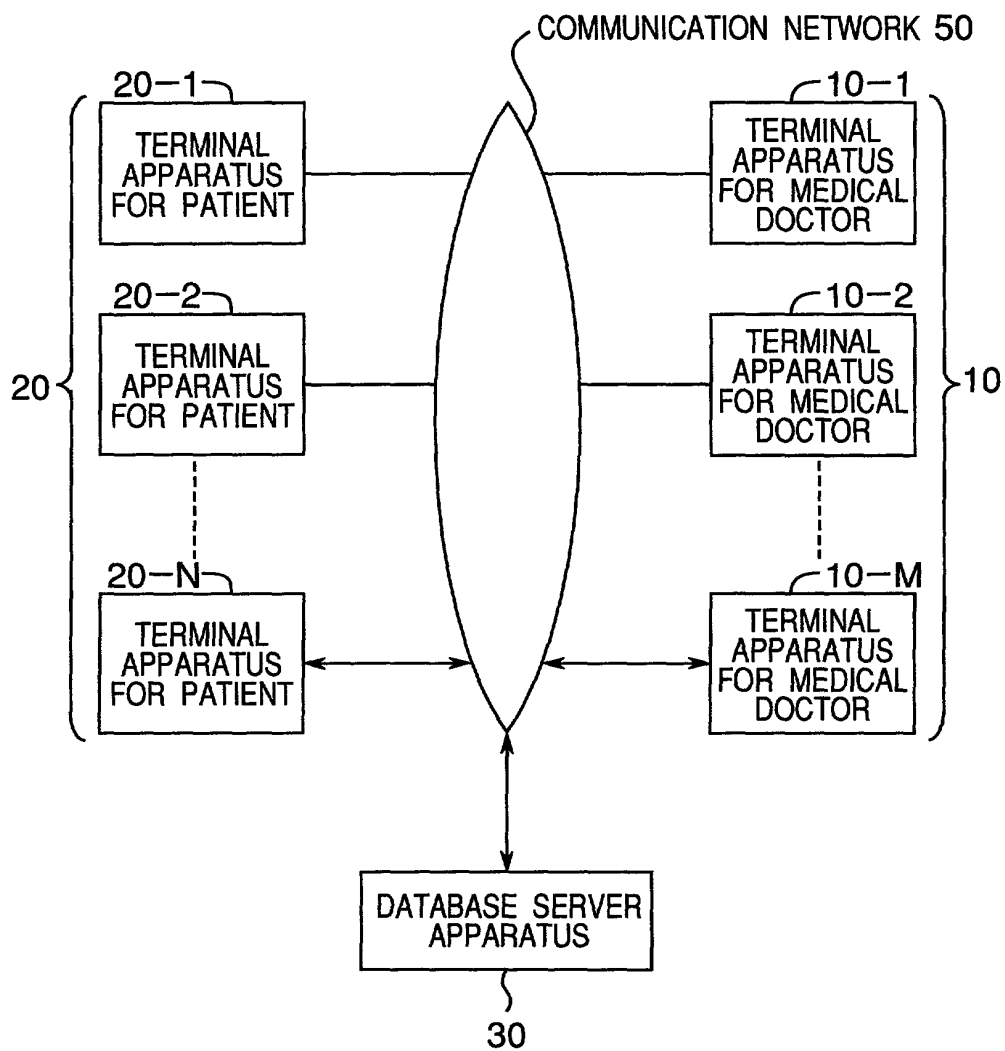 COMMUNICATION NETWORK 50
20-1
TERMINAL
APPARATUS
FOR PATIENT
10-1
TERMINAL
APPARATUS
FOR MEDICAL
DOCTOR
20-2
TERMINAL
APPARATUS
FOR PATIENT
10-2
TERMINAL
APPARATUS
FOR MEDICAL
DOCTOR
20
10
20-N
TERMINAL
APPARATUS
FOR PATIENT
10-M
TERMINAL
APPARATUS
FOR MEDICAL
DOCTOR
DATABASE SERVER
APPARATUS
30